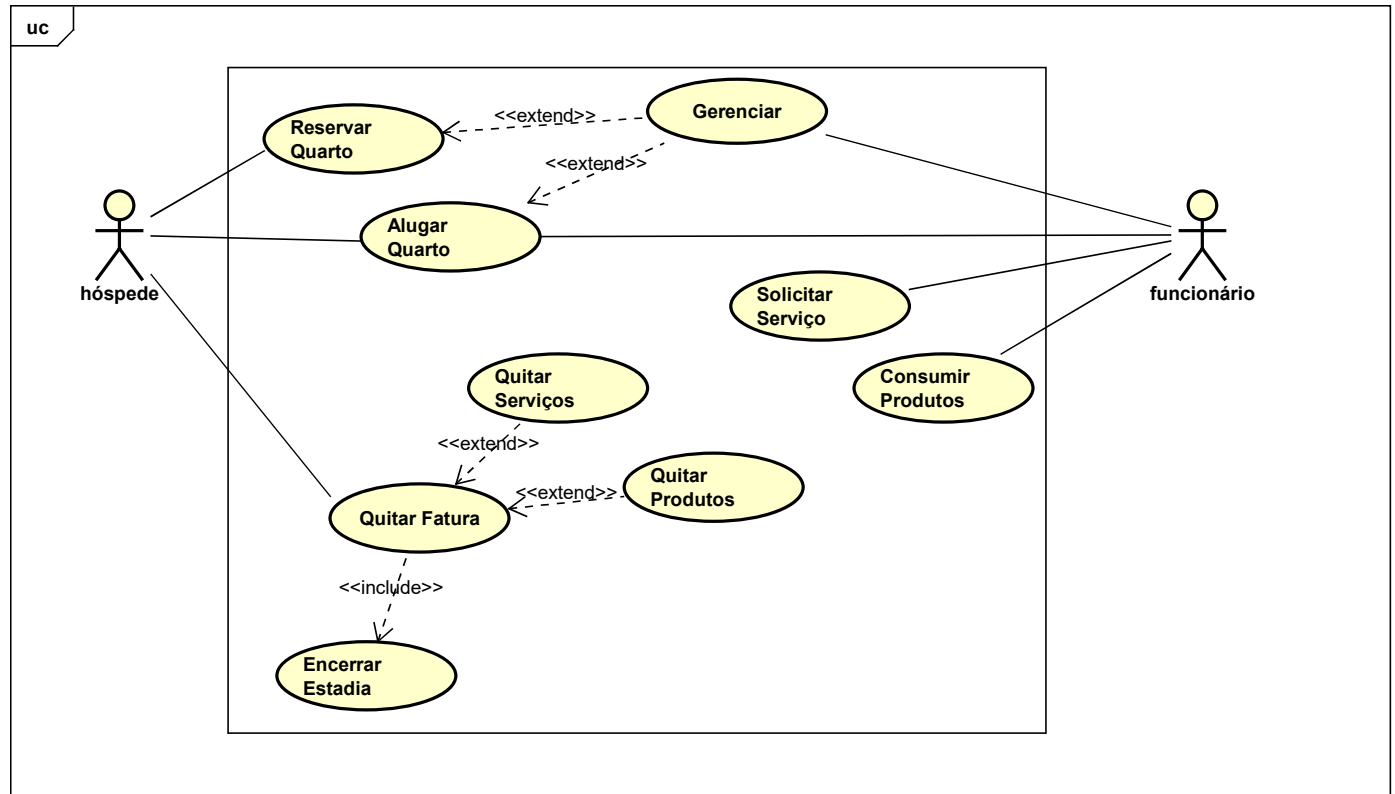 uc
<<extend>>
Gerenciar
Reservar
Quarto
<<extend>>
Alugar
Quarto
hóspede
funcionário
Solicitar
Serviço
Quitar
Serviços
Consumir
Produtos
<<extend>>
Quitar
Produtos
<<extend>>
Quitar Fatura
<<include>>
Encerrar
Estadia